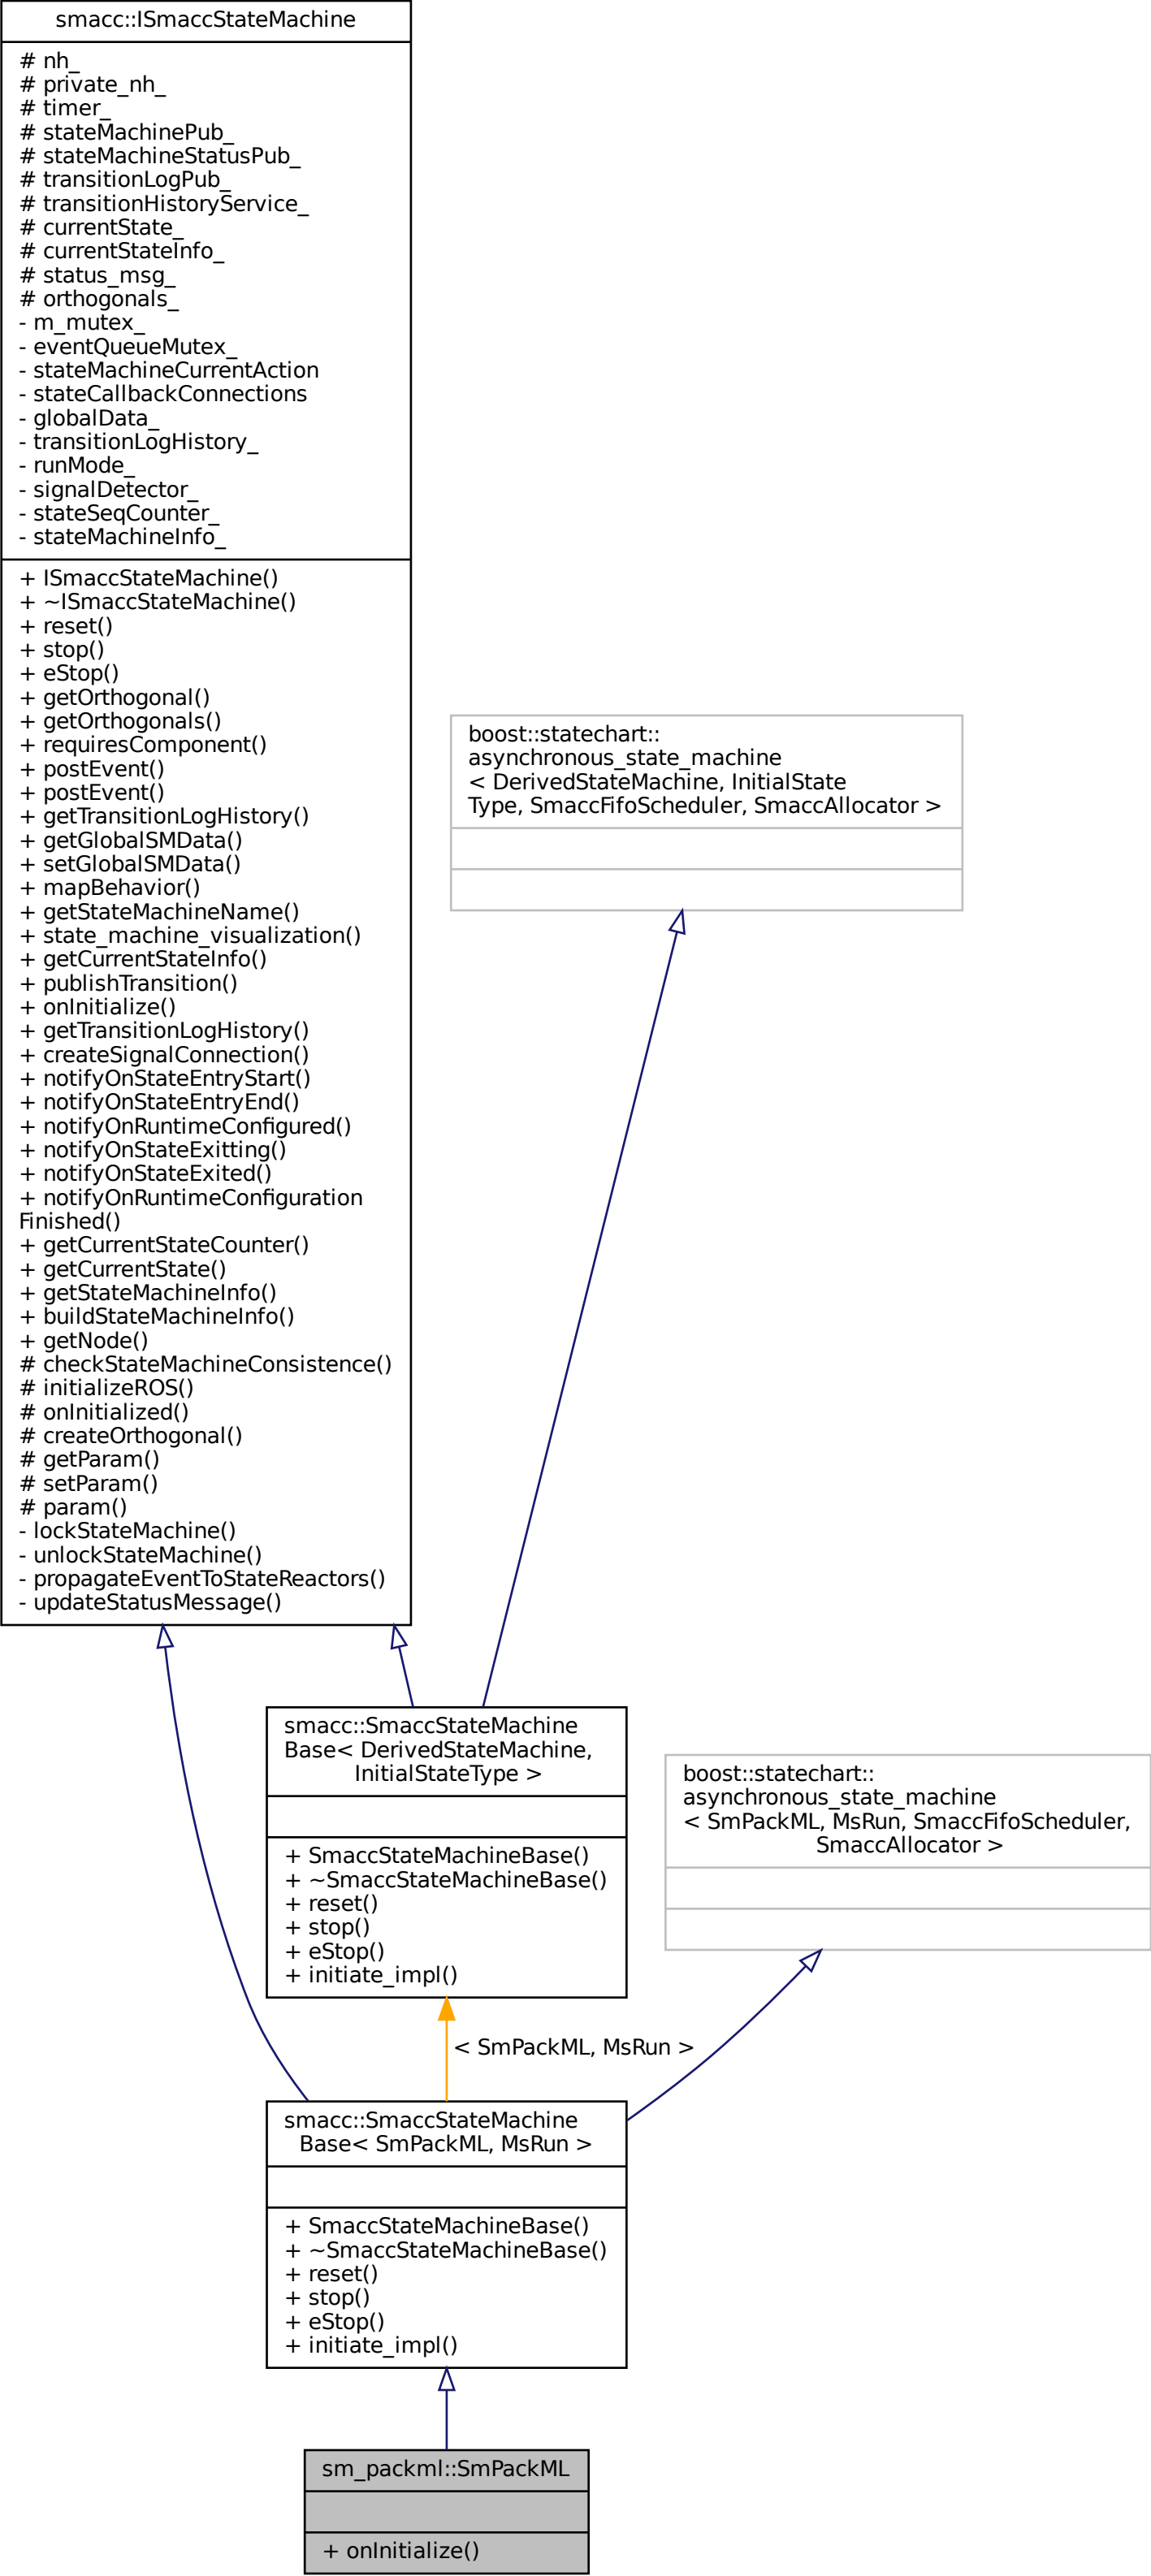 smacc::ISmaccStateMachine
# nh_
# private_nh_
# timer_
# stateMachinePub_
# stateMachineStatusPub_
# transitionLogPub_
# transitionHistoryService_
# currentState_
# currentStateInfo_
# status_msg_
# orthogonals_
- m_mutex_
- eventQueueMutex_
- stateMachineCurrentAction
- stateCallbackConnections
- globalData_
- transitionLogHistory_
- runMode_
- signalDetector_
- stateSeqCounter_
- stateMachineInfo_
+ ISmaccStateMachine()
+ ~ISmaccStateMachine()
+ reset()
+ stop()
+ eStop()
+ getOrthogonal()
+ getOrthogonals()
+ requiresComponent()
+ postEvent()
+ postEvent()
+ getTransitionLogHistory()
+ getGlobalSMData()
+ setGlobalSMData()
+ mapBehavior()
+ getStateMachineName()
+ state_machine_visualization()
+ getCurrentStateInfo()
+ publishTransition()
+ onInitialize()
+ getTransitionLogHistory()
+ createSignalConnection()
+ notifyOnStateEntryStart()
+ notifyOnStateEntryEnd()
+ notifyOnRuntimeConfigured()
+ notifyOnStateExitting()
+ notifyOnStateExited()
+ notifyOnRuntimeConfiguration
Finished()
+ getCurrentStateCounter()
+ getCurrentState()
+ getStateMachineInfo()
+ buildStateMachineInfo()
+ getNode()
# checkStateMachineConsistence()
# initializeROS()
# onInitialized()
# createOrthogonal()
# getParam()
# setParam()
# param()
- lockStateMachine()
- unlockStateMachine()
- propagateEventToStateReactors()
- updateStatusMessage()
boost::statechart::
asynchronous_state_machine
< DerivedStateMachine, InitialState
Type, SmaccFifoScheduler, SmaccAllocator >
smacc::SmaccStateMachine
Base< DerivedStateMachine,
InitialStateType >
+ SmaccStateMachineBase()
+ ~SmaccStateMachineBase()
+ reset()
+ stop()
+ eStop()
+ initiate_impl()
boost::statechart::
asynchronous_state_machine
< SmPackML, MsRun, SmaccFifoScheduler,
SmaccAllocator >
< SmPackML, MsRun >
smacc::SmaccStateMachine
Base< SmPackML, MsRun >
+ SmaccStateMachineBase()
+ ~SmaccStateMachineBase()
+ reset()
+ stop()
+ eStop()
+ initiate_impl()
sm_packml::SmPackML
+ onInitialize()